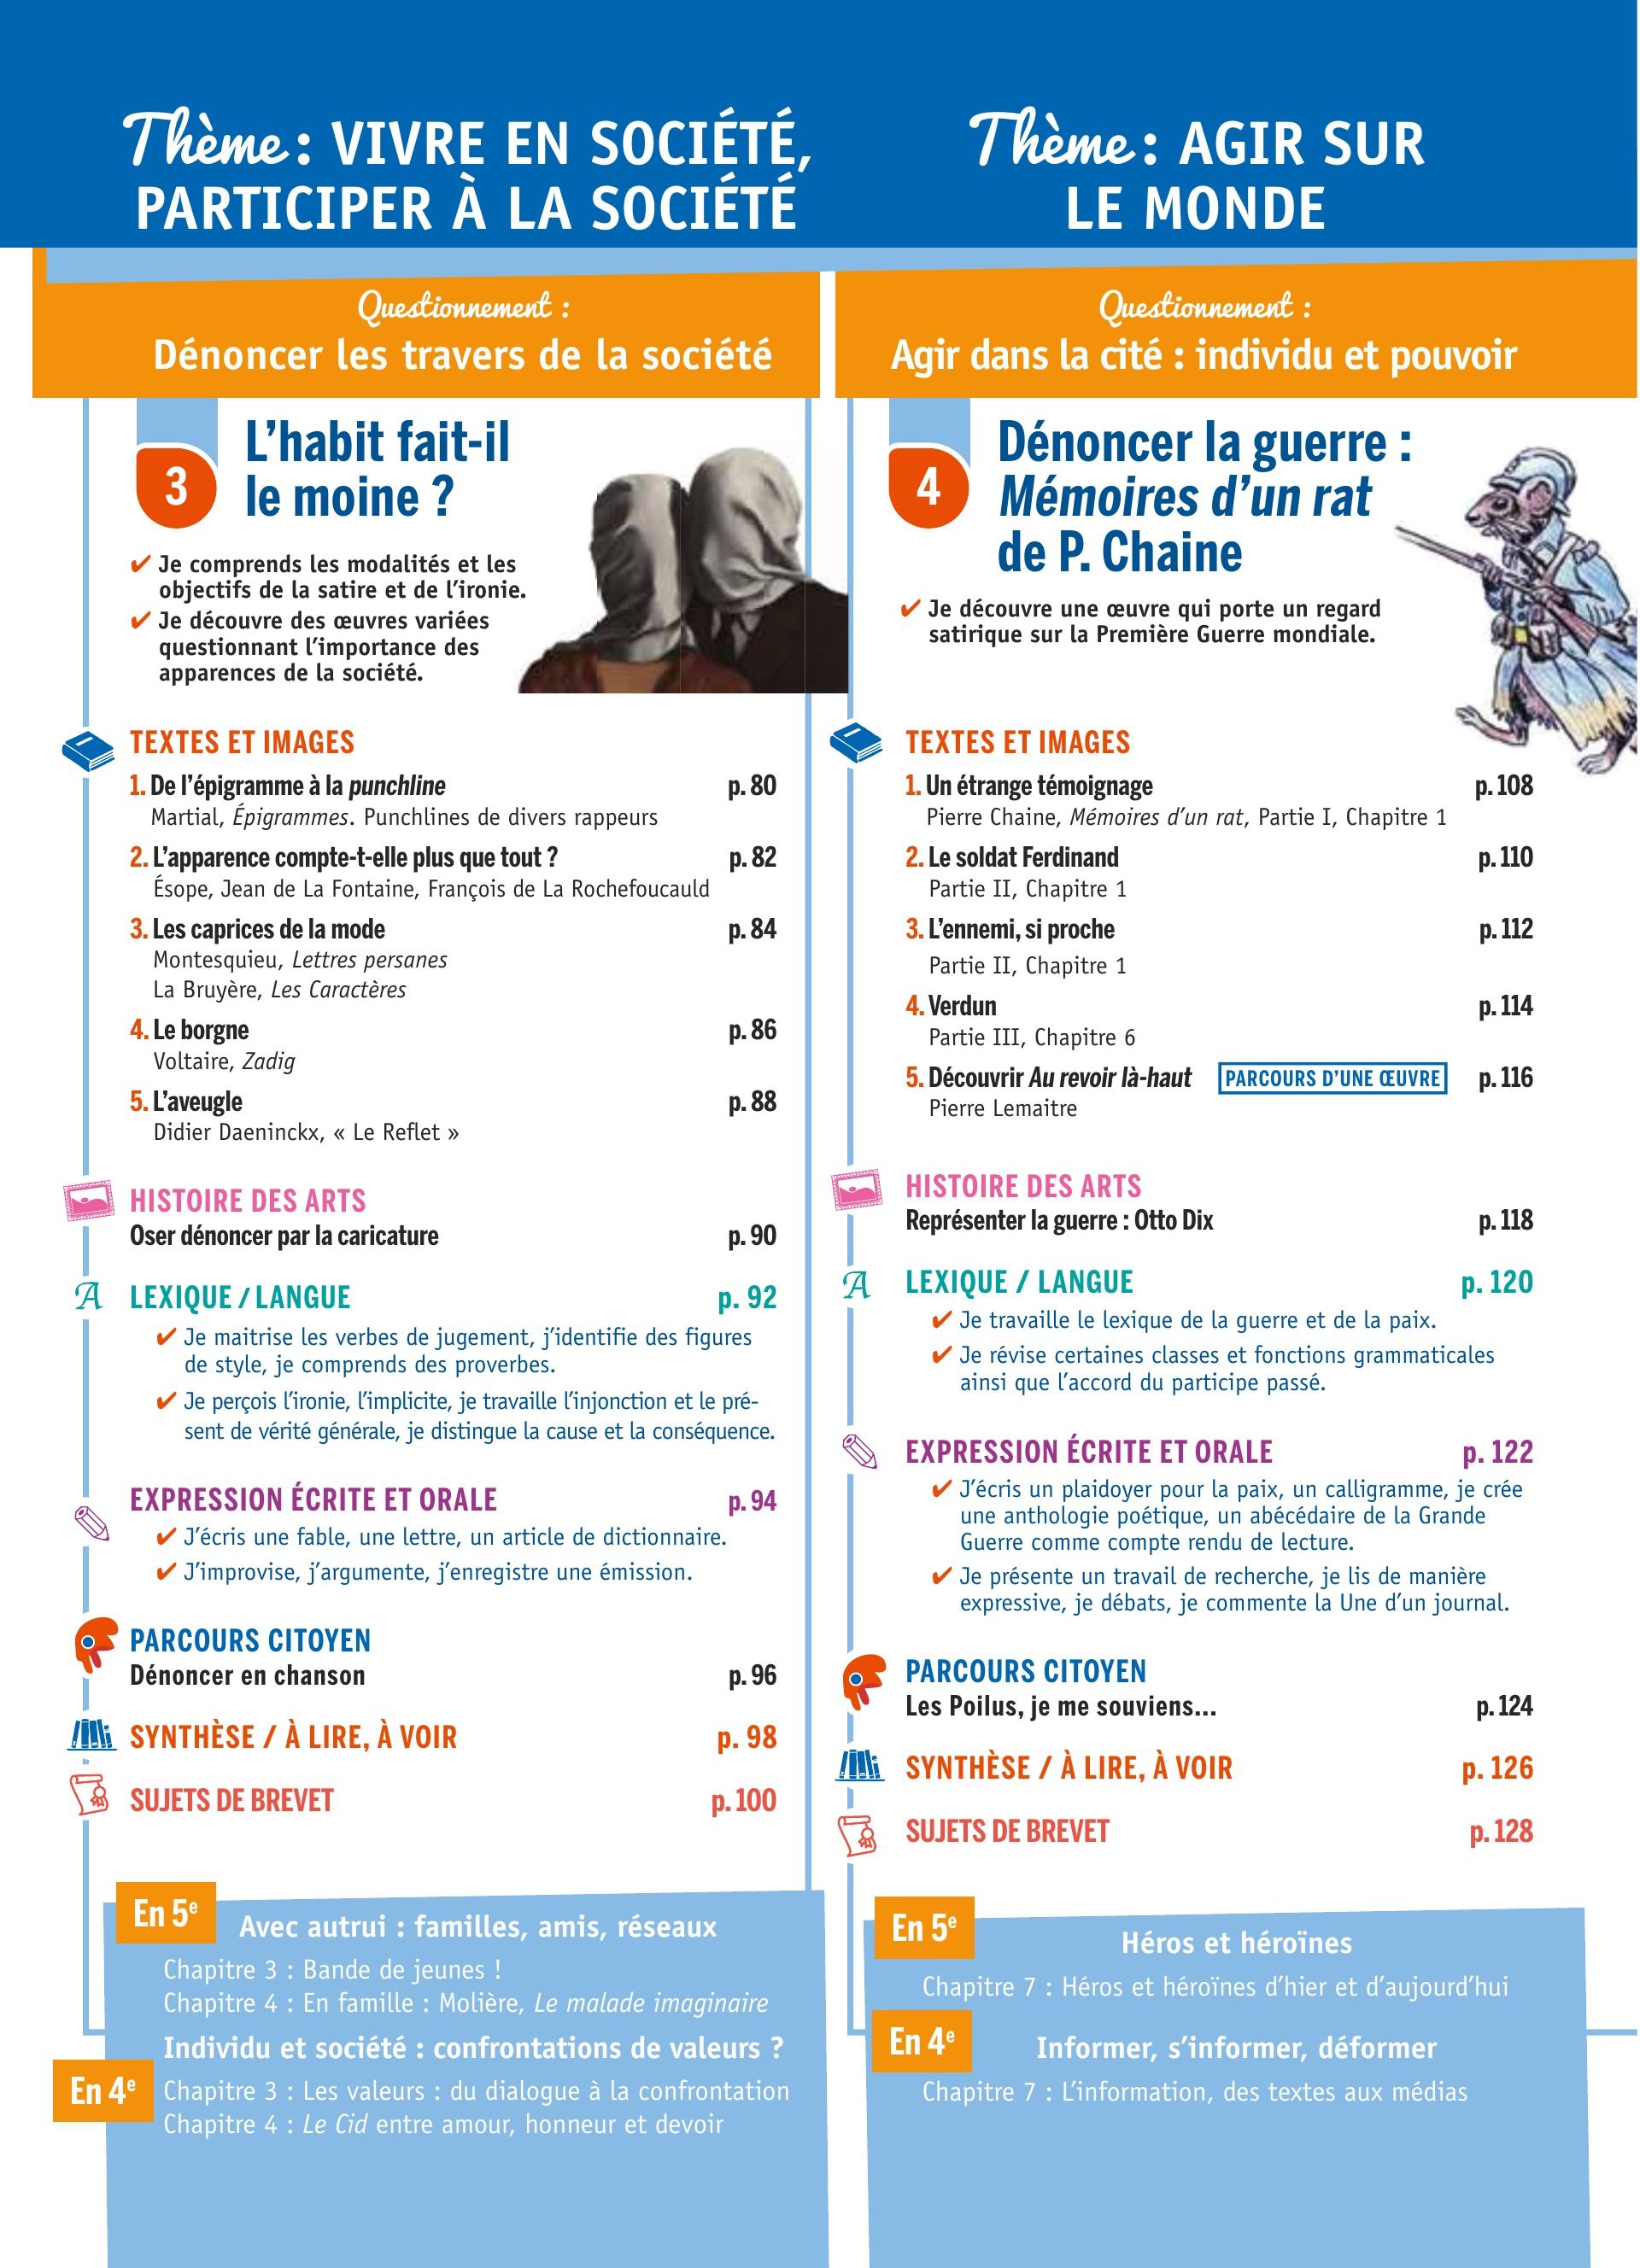 Thème : VIVRE EN SOCIÉTÉ,
PARTICIPER À LA SOCIÉTÉ
Questionnement :
Dénoncer les travers de la société
3
L'habit fait-il
le moine ?
✔ Je comprends les modalités et les
objectifs de la satire et de l'ironie.
✔ Je découvre des œuvres variées
questionnant l'importance des
apparences de la société.
TEXTES ET IMAGES
1. De l'épigramme à la punchline p. 80
Martial, Épigrammes. Punchlines de divers rappeurs
2. L'apparence compte-t-elle plus que tout ? p. 82
Ésope, Jean de La Fontaine, François de La Rochefoucauld
3. Les caprices de la mode p. 84
Montesquieu, Lettres persanes
La Bruyère, Les Caractères
4. Le borgne p. 86
Voltaire, Zadig
5. L'aveugle p. 88
Didier Daeninckx, « Le Reflet »
HISTOIRE DES ARTS
Oser dénoncer par la caricature p. 90
A LEXIQUE / LANGUE p. 92
✔ Je maitrise les verbes de jugement, j'identifie des figures
de style, je comprends des proverbes.
✔ Je perçois l'ironie, l'implicite, je travaille l'injonction et le pré-
sent de vérité générale, je distingue la cause et la conséquence.
EXPRESSION ÉCRITE ET ORALE p. 94
✔ J'écris une fable, une lettre, un article de dictionnaire.
✔ J'improvise, j'argumente, j'enregistre une émission.
PARCOURS CITOYEN
Dénoncer en chanson p. 96
SYNTHÈSE / À LIRE, À VOIR p. 98
SUJETS DE BREVET p. 100
En 5e
Avec autrui : familles, amis, réseaux
Chapitre 3 : Bande de jeunes !
Chapitre 4 : En famille : Molière, Le malade imaginaire
Individu et société : confrontations de valeurs ?
En 4e
Chapitre 3 : Les valeurs : du dialogue à la confrontation
Chapitre 4 : Le Cid entre amour, honneur et devoir
Thème : AGIR SUR
LE MONDE
Questionnement :
Agir dans la cité : individu et pouvoir
4
Dénoncer la guerre :
Mémoires d'un rat
de P. Chaine
✔ Je découvre une œuvre qui porte un regard
satirique sur la Première Guerre mondiale.
TEXTES ET IMAGES
1. Un étrange témoignage p. 108
Pierre Chaine, Mémoires d'un rat, Partie I, Chapitre 1
2. Le soldat Ferdinand p. 110
Partie II, Chapitre 1
3. L'ennemi, si proche p. 112
Partie II, Chapitre 1
4. Verdun p. 114
Partie III, Chapitre 6
5. Découvrir Au revoir là-haut PARCOURS D'UNE ŒUVRE p. 116
Pierre Lemaitre
HISTOIRE DES ARTS
Représenter la guerre : Otto Dix p. 118
A LEXIQUE / LANGUE p. 120
✔ Je travaille le lexique de la guerre et de la paix.
✔ Je révise certaines classes et fonctions grammaticales
ainsi que l'accord du participe passé.
EXPRESSION ÉCRITE ET ORALE p. 122
✔ J'écris un plaidoyer pour la paix, un calligramme, je crée
une anthologie poétique, un abécédaire de la Grande
Guerre comme compte rendu de lecture.
✔ Je présente un travail de recherche, je lis de manière
expressive, je débats, je commente la Une d'un journal.
PARCOURS CITOYEN
Les Poilus, je me souviens... p. 124
SYNTHÈSE / À LIRE, À VOIR p. 126
SUJETS DE BREVET p. 128
En 5e
Héros et héroïnes
Chapitre 7 : Héros et héroïnes d'hier et d'aujourd'hui
En 4e
Informer, s'informer, déformer
Chapitre 7 : L'information, des textes aux médias